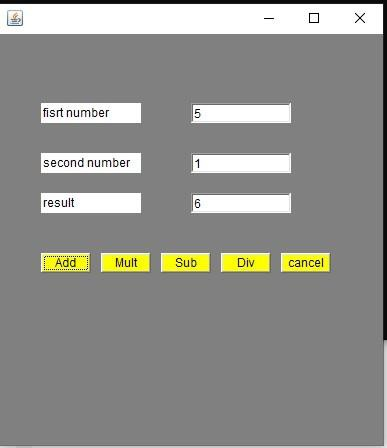 fisrt number 5
second number 1
result 6
Add Mult Sub Div cancel